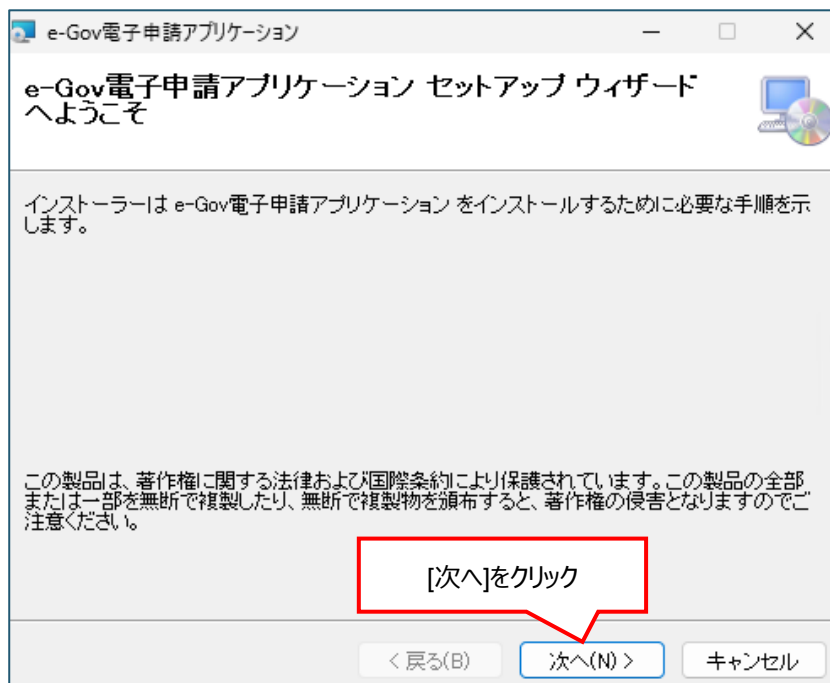 e-Gov電子申請アプリケーション
e-Gov電子申請アプリケーション セットアップ ウィザード
へようこそ
インストーラーは e-Gov電子申請アプリケーション をインストールするために必要な手順を示
します。
この製品は、著作権に関する法律および国際条約により保護されています。この製品の全部
または一部を無断で複製したり、無断で複製物を頒布すると、著作権の侵害となりますのでご
注意ください。
[次へ]をクリック
< 戻る(B) 次へ(N) > キャンセル